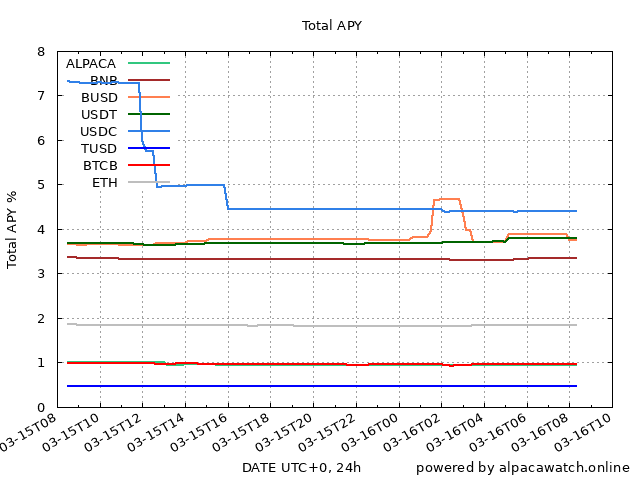 Total APY
Total APY %
8
7
6
5
4
3
2
1
0
ALPACA
BNB
BUSD
USDT
USDC
TUSD
BTCB
ETH
03-15T08
03-15T10
03-15T12
03-15T14
03-15T16
03-15T18
03-15T20
03-15T22
03-16T00
03-16T02
03-16T04
03-16T06
03-16T08
03-16T10
DATE UTC+0, 24h
powered by alpacawatch.online